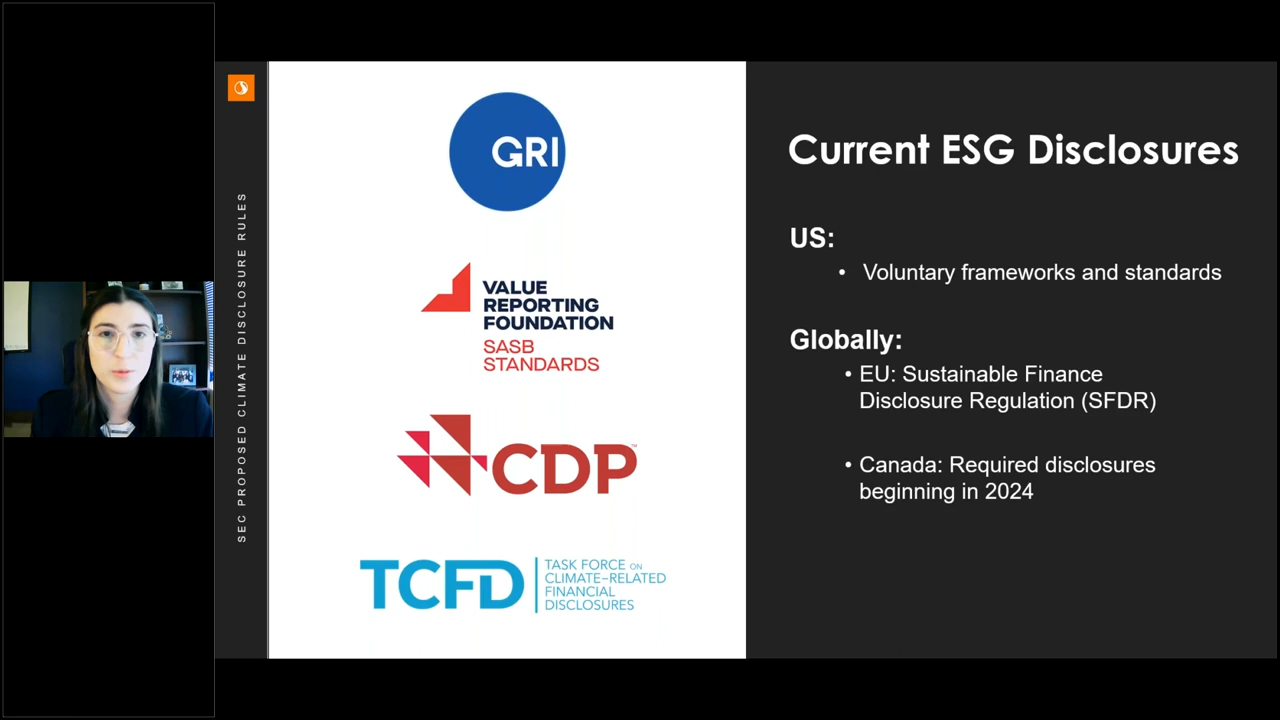 SEC PROPOSED CLIMATE DISCLOSURE RULES
GRI
VALUE
REPORTING
FOUNDATION
SASB
STANDARDS
CDP™
TCFD
TASK FORCE ON
CLIMATE-RELATED
FINANCIAL
DISCLOSURES
Current ESG Disclosures
US:
• Voluntary frameworks and standards
Globally:
• EU: Sustainable Finance
Disclosure Regulation (SFDR)
• Canada: Required disclosures
beginning in 2024